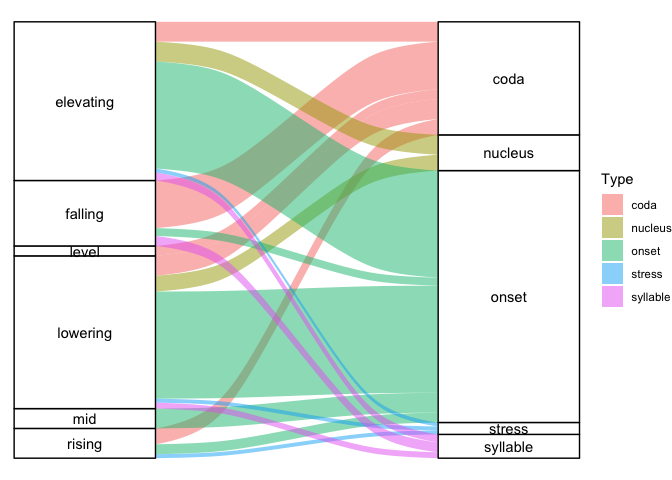 elevating
falling
level
lowering
mid
rising
coda
nucleus
onset
stress
syllable
Type
coda
nucleus
onset
stress
syllable